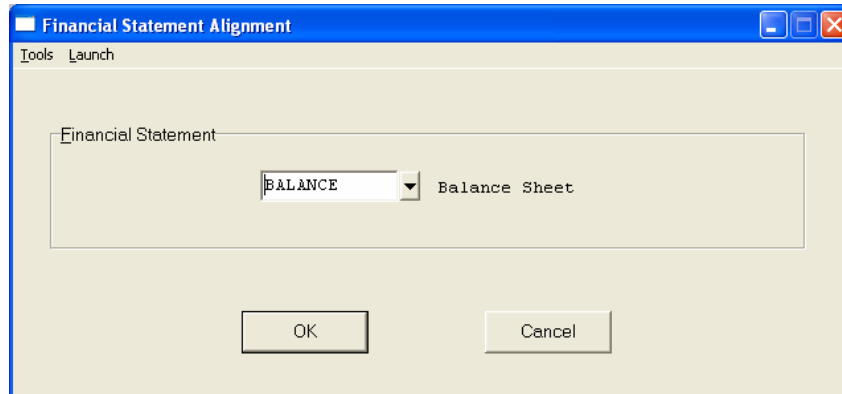 Financial Statement Alignment
Tools Launch
Financial Statement
BALANCE Balance Sheet
OK Cancel